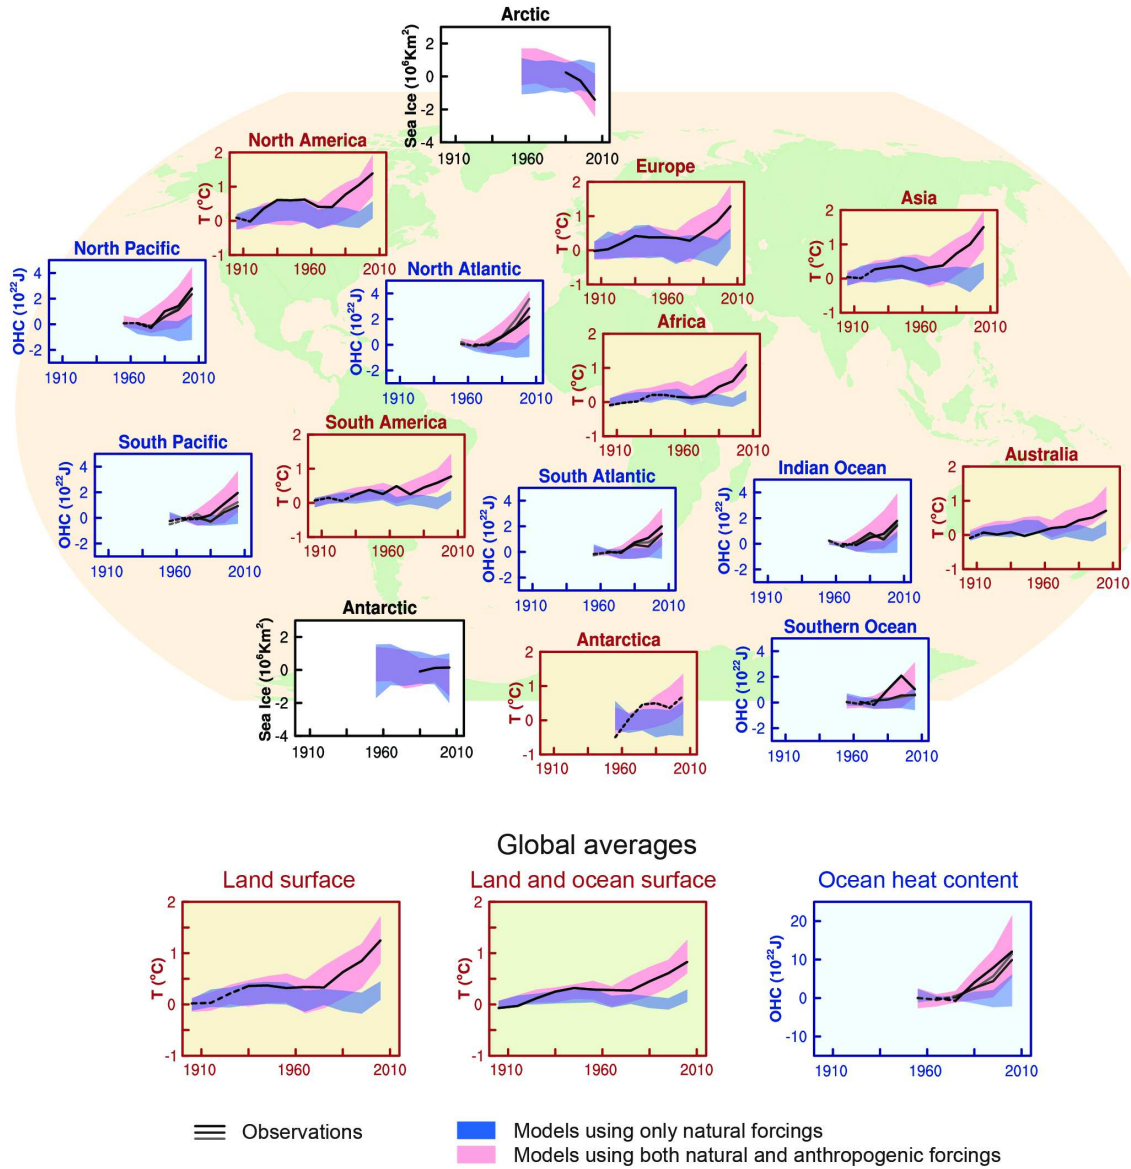 Arctic
Sea Ice (10⁶Km²)
2
0
-2
-4
1910 1960 2010
North America
T (°C)
2
1
0
-1
1910 1960 2010
Europe
T (°C)
2
1
0
-1
1910 1960 2010
Asia
T (°C)
2
1
0
-1
1910 1960 2010
North Pacific
OHC (10²²J)
4
2
0
-2
1910 1960 2010
North Atlantic
OHC (10²²J)
4
2
0
-2
1910 1960 2010
Africa
T (°C)
2
1
0
-1
1910 1960 2010
South Pacific
OHC (10²²J)
4
2
0
-2
1910 1960 2010
South America
T (°C)
2
1
0
-1
1910 1960 2010
South Atlantic
OHC (10²²J)
4
2
0
-2
1910 1960 2010
Indian Ocean
OHC (10²²J)
4
2
0
-2
1910 1960 2010
Australia
T (°C)
2
1
0
-1
1910 1960 2010
Antarctic
Sea Ice (10⁶Km²)
2
0
-2
-4
1910 1960 2010
Antarctica
T (°C)
2
1
0
-1
1910 1960 2010
Southern Ocean
OHC (10²²J)
4
2
0
-2
1910 1960 2010
Global averages
Land surface
T (°C)
2
1
0
-1
1910 1960 2010
Land and ocean surface
T (°C)
2
1
0
-1
1910 1960 2010
Ocean heat content
OHC (10²²J)
20
10
0
-10
1910 1960 2010
Observations
Models using only natural forcings
Models using both natural and anthropogenic forcings